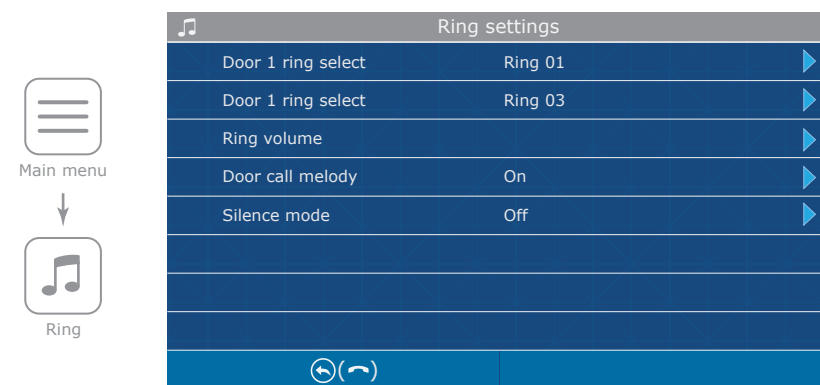 Main menu
Ring
Ring settings
Door 1 ring select Ring 01
Door 1 ring select Ring 03
Ring volume
Door call melody On
Silence mode Off
( )